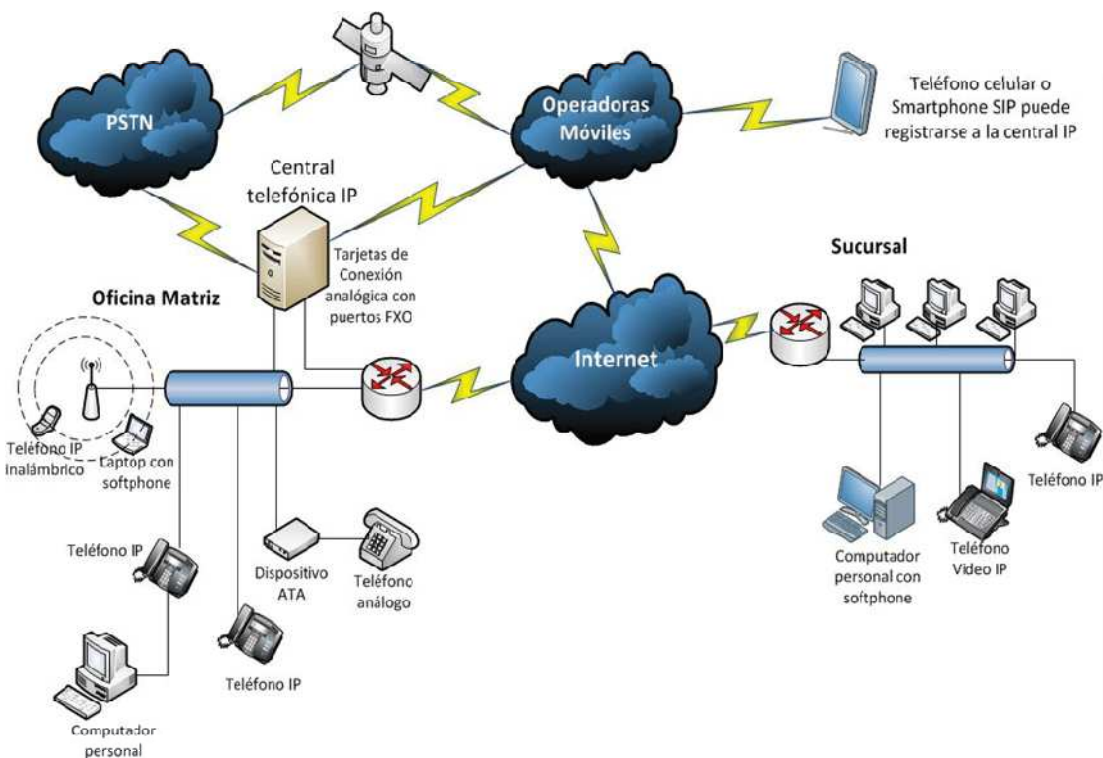 PSTN
Operadoras
Móviles
Teléfono celular o
Smartphone SIP puede
registrarse a la central IP
Central
telefónica IP
Tarjetas de
Conexión
analógica con
puertos FXO
Oficina Matriz
Sucursal
Internet
Teléfono IP
inalámbrico
Laptop con
softphone
Teléfono IP
Teléfono IP
Dispositivo
ATA
Teléfono
análogo
Computador
personal con
softphone
Teléfono
Video IP
Teléfono IP
Computador
personal